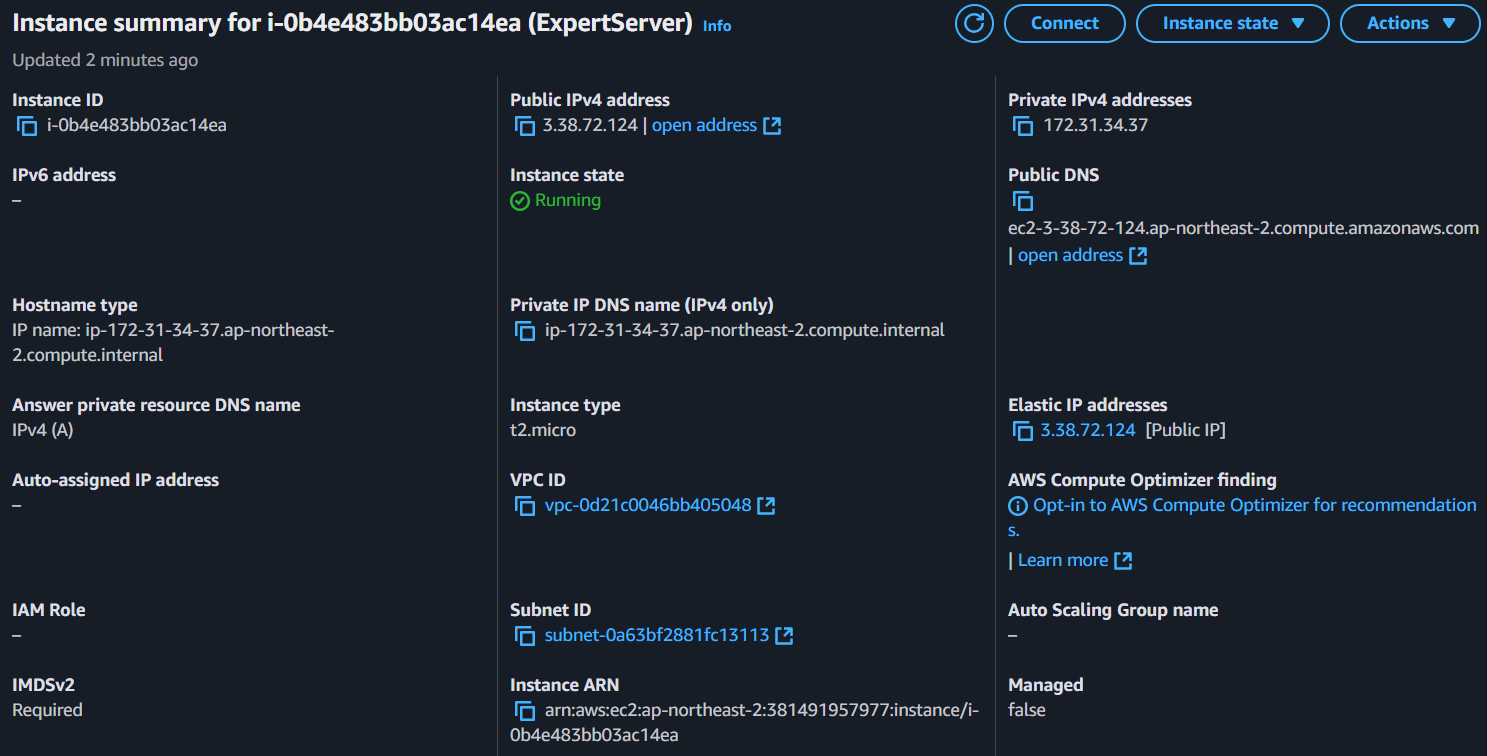 Instance summary for i-0b4e483bb03ac14ea (ExpertServer) Info
Connect
Instance state
Actions
Updated 2 minutes ago
Instance ID
i-0b4e483bb03ac14ea
Public IPv4 address
3.38.72.124 | open address
Private IPv4 addresses
172.31.34.37
IPv6 address
–
Instance state
Running
Public DNS
ec2-3-38-72-124.ap-northeast-2.compute.amazonaws.com
| open address
Hostname type
IP name: ip-172-31-34-37.ap-northeast-
2.compute.internal
Private IP DNS name (IPv4 only)
ip-172-31-34-37.ap-northeast-2.compute.internal
Answer private resource DNS name
IPv4 (A)
Instance type
t2.micro
Elastic IP addresses
3.38.72.124 [Public IP]
Auto-assigned IP address
–
VPC ID
vpc-0d21c0046bb405048
AWS Compute Optimizer finding
Opt-in to AWS Compute Optimizer for recommendation
s.
| Learn more
IAM Role
–
Subnet ID
subnet-0a63bf2881fc13113
Auto Scaling Group name
–
IMDSv2
Required
Instance ARN
arn:aws:ec2:ap-northeast-2:381491957977:instance/i-
0b4e483bb03ac14ea
Managed
false